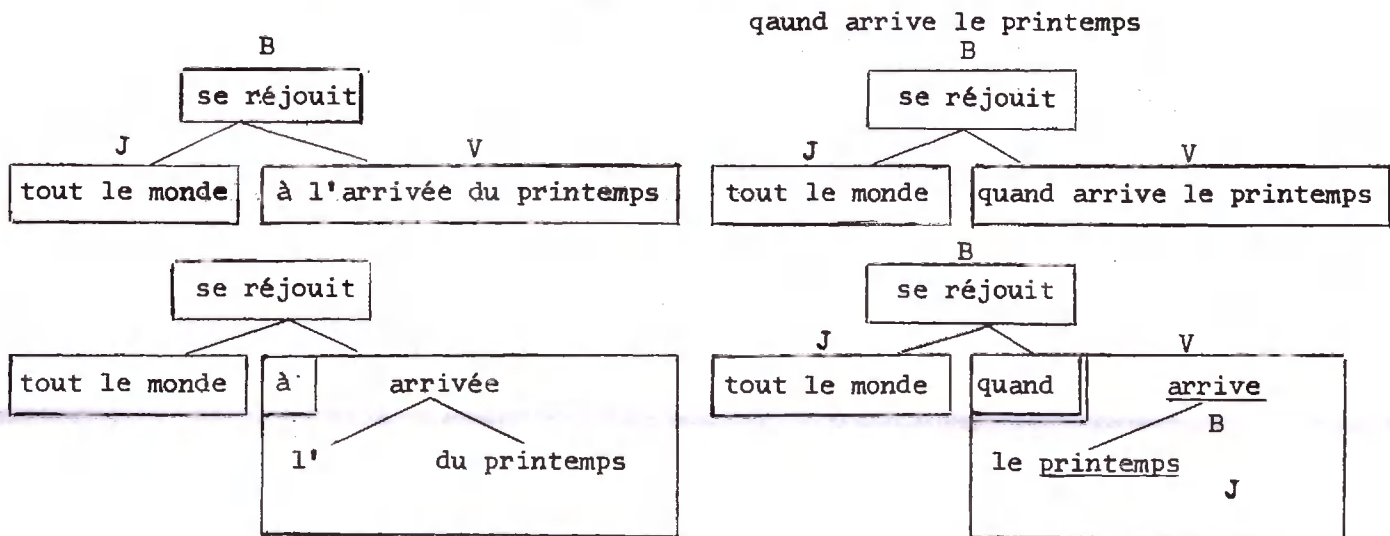 qaund arrive le printemps
B
se réjouit
J V
tout le monde à l'arrivée du printemps
B
se réjouit
J V
tout le monde quand arrive le printemps
se réjouit
tout le monde à arrivée
l' du printemps
B
se réjouit
J V
tout le monde quand arrive
B
le printemps
J